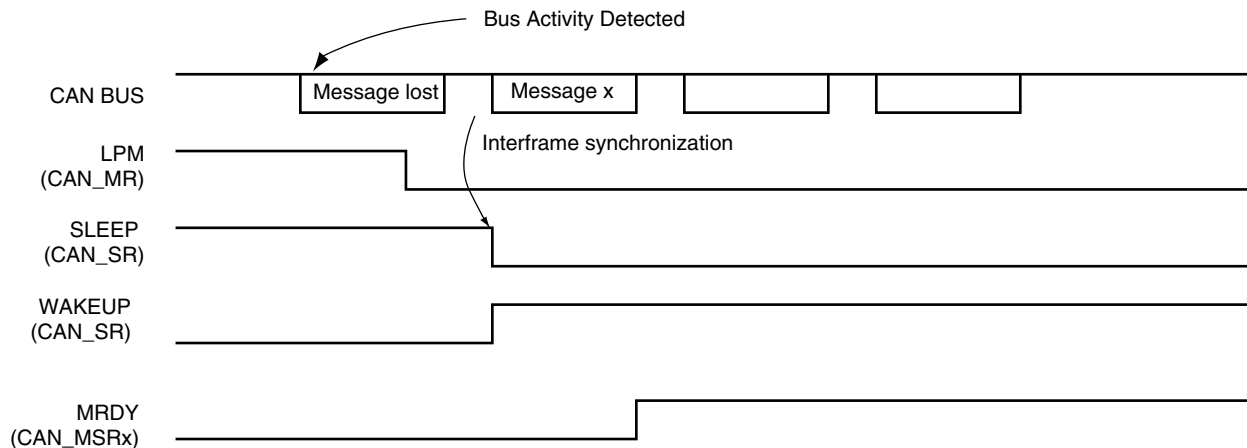 Bus Activity Detected
CAN BUS
Message lost
Message x
Interframe synchronization
LPM
(CAN_MR)
SLEEP
(CAN_SR)
WAKEUP
(CAN_SR)
MRDY
(CAN_MSRx)